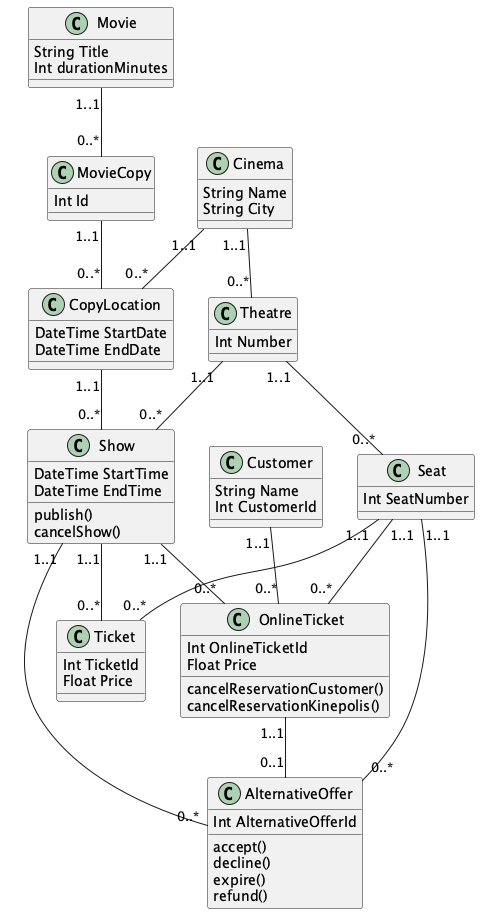 C Movie
String Title
Int durationMinutes
1..1
0..*
C MovieCopy
Int Id
C Cinema
String Name
String City
1..1
1..1
1..1
0..*
0..*
0..*
C CopyLocation
DateTime StartDate
DateTime EndDate
C Theatre
Int Number
1..1
1..1
1..1
0..*
0..*
0..*
C Show
DateTime StartTime
DateTime EndTime
publish()
cancelShow()
C Customer
String Name
Int CustomerId
C Seat
Int SeatNumber
1..1
1..1
1..1
1..1
1..1
1..1
1..1
0..*
0..*
0..*
0..*
0..*
C Ticket
Int TicketId
Float Price
C OnlineTicket
Int OnlineTicketId
Float Price
cancelReservationCustomer()
cancelReservationKinepolis()
1..1
0..1
0..*
0..*
C AlternativeOffer
Int AlternativeOfferId
accept()
decline()
expire()
refund()